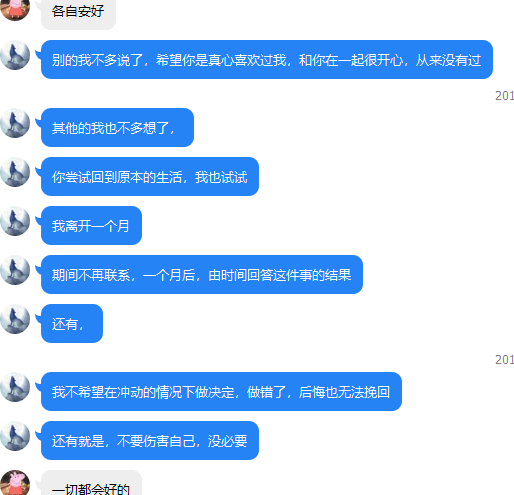 各自安好
别的我不多说了，希望你是真心喜欢过我，和你在一起很开心，从来没有过
201
其他的我也不多想了，
你尝试回到原本的生活，我也试试
我离开一个月
期间不再联系，一个月后，由时间回答这件事的结果
还有，
201
我不希望在冲动的情况下做决定，做错了，后悔也无法挽回
还有就是，不要伤害自己，没必要
一切都会好的